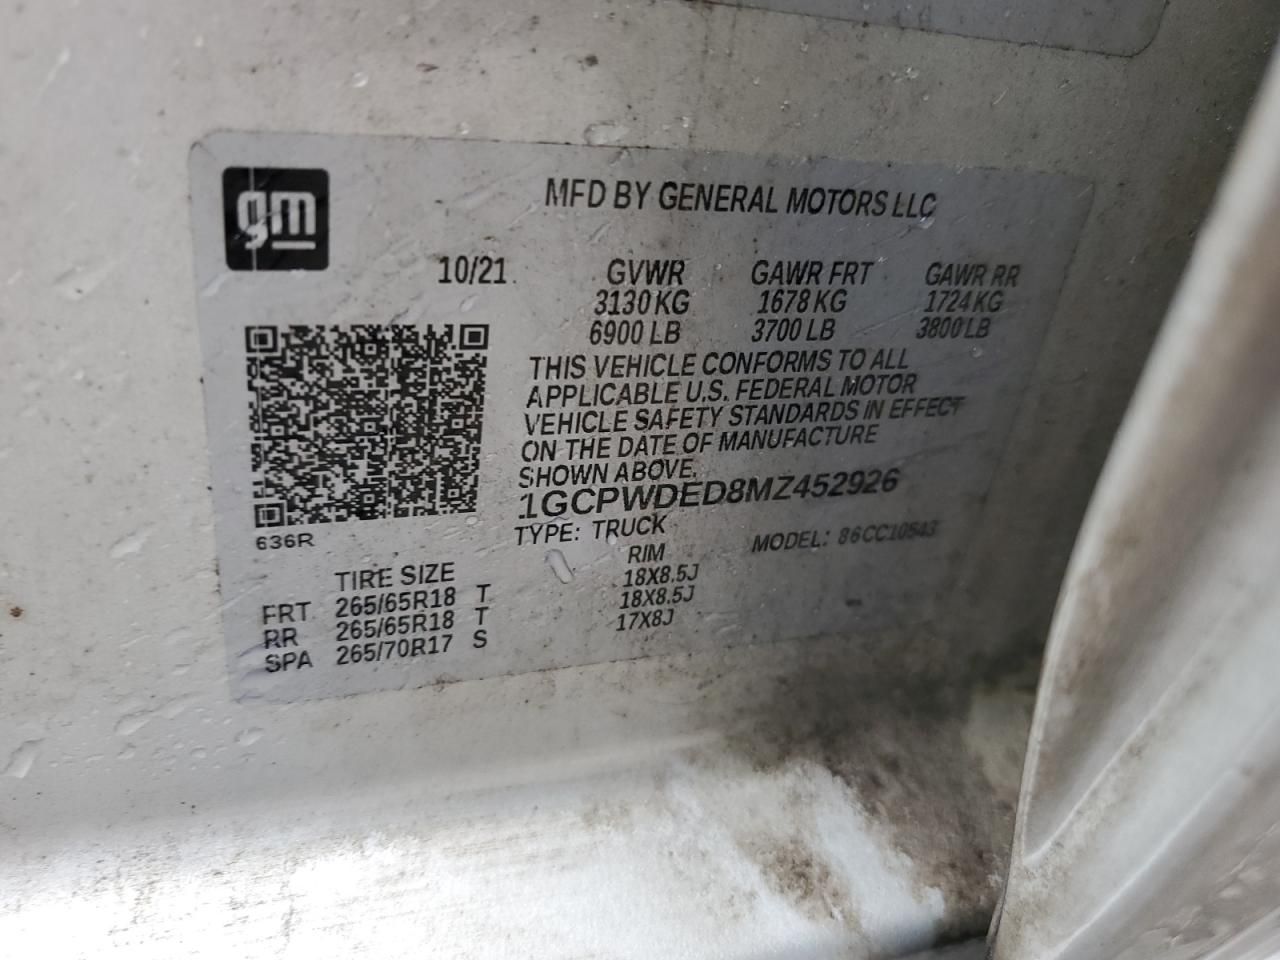 gm
MFD BY GENERAL MOTORS LLC
10/21
GVWR GAWR FRT GAWR RR
3130 KG 1678 KG 1724 KG
6900 LB 3700 LB 3800 LB
THIS VEHICLE CONFORMS TO ALL
APPLICABLE U.S. FEDERAL MOTOR
VEHICLE SAFETY STANDARDS IN EFFECT
ON THE DATE OF MANUFACTURE
SHOWN ABOVE.
1GCPWDED8MZ452926
TYPE: TRUCK MODEL: 86CC10543
636R
TIRE SIZE RIM
FRT 265/65R18 T 18X8.5J
RR 265/65R18 T 18X8.5J
SPA 265/70R17 S 17X8J